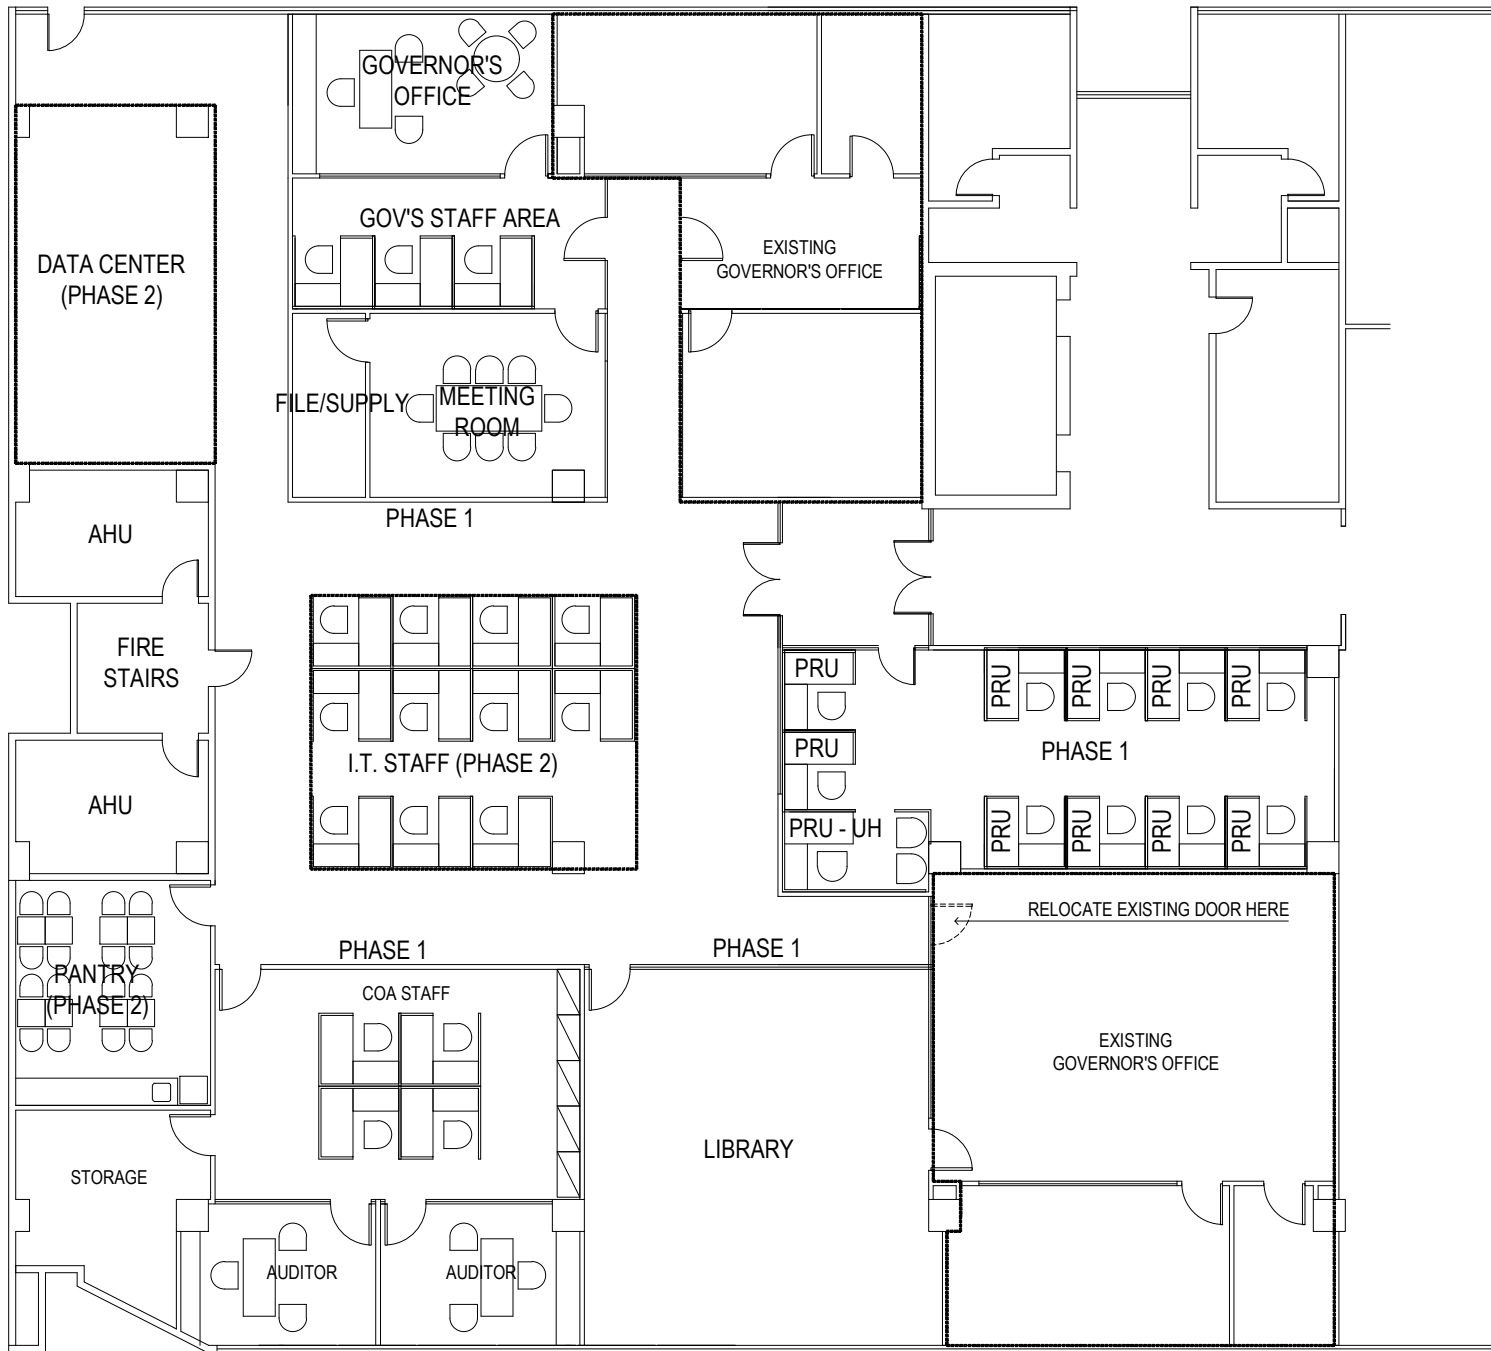 GOVERNOR'S
OFFICE
GOV'S STAFF AREA
EXISTING
GOVERNOR'S OFFICE
DATA CENTER
(PHASE 2)
FILE/SUPPLY
MEETING
ROOM
PHASE 1
AHU
FIRE
STAIRS
I.T. STAFF (PHASE 2)
AHU
PRU
PRU
PRU - UH
PRU
PRU
PRU
PRU
PHASE 1
PRU
PRU
PRU
PRU
RELOCATE EXISTING DOOR HERE
PHASE 1
PHASE 1
PANTRY
(PHASE 2)
COA STAFF
EXISTING
GOVERNOR'S OFFICE
LIBRARY
STORAGE
AUDITOR
AUDITOR